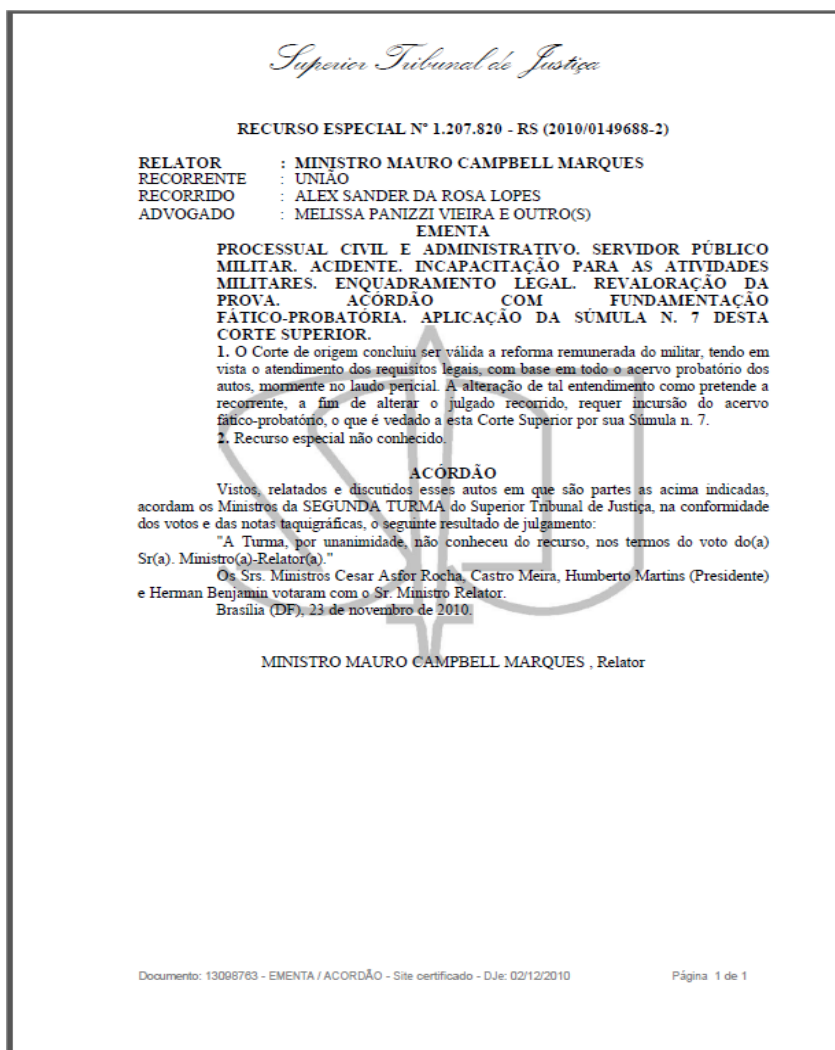 Superior Tribunal de Justiça
RECURSO ESPECIAL Nº 1.207.820 - RS (2010/0149688-2)
RELATOR : MINISTRO MAURO CAMPBELL MARQUES
RECORRENTE : UNIÃO
RECORRIDO : ALEX SANDER DA ROSA LOPES
ADVOGADO : MELISSA PANIZZI VIEIRA E OUTRO(S)
EMENTA
PROCESSUAL CIVIL E ADMINISTRATIVO. SERVIDOR PÚBLICO
MILITAR. ACIDENTE. INCAPACITAÇÃO PARA AS ATIVIDADES
MILITARES. ENQUADRAMENTO LEGAL. REVALORAÇÃO DA
PROVA. ACÓRDÃO COM FUNDAMENTAÇÃO
FÁTICO-PROBATÓRIA. APLICAÇÃO DA SÚMULA N. 7 DESTA
CORTE SUPERIOR.
1. O Corte de origem concluiu ser válida a reforma remunerada do militar, tendo em
vista o atendimento dos requisitos legais, com base em todo o acervo probatório dos
autos, mormente no laudo pericial. A alteração de tal entendimento como pretende a
recorrente, a fim de alterar o julgado recorrido, requer incursão do acervo
fático-probatório, o que é vedado a esta Corte Superior por sua Súmula n. 7.
2. Recurso especial não conhecido.
ACÓRDÃO
Vistos, relatados e discutidos esses autos em que são partes as acima indicadas,
acordam os Ministros da SEGUNDA TURMA do Superior Tribunal de Justiça, na conformidade
dos votos e das notas taquigráficas, o seguinte resultado de julgamento:
"A Turma, por unanimidade, não conheceu do recurso, nos termos do voto do(a)
Sr(a). Ministro(a)-Relator(a)."
Os Srs. Ministros Cesar Asfor Rocha, Castro Meira, Humberto Martins (Presidente)
e Herman Benjamin votaram com o Sr. Ministro Relator.
Brasília (DF), 23 de novembro de 2010.
MINISTRO MAURO CAMPBELL MARQUES , Relator
Documento: 13098763 - EMENTA / ACORDÃO - Site certificado - DJe: 02/12/2010 Página 1 de 1